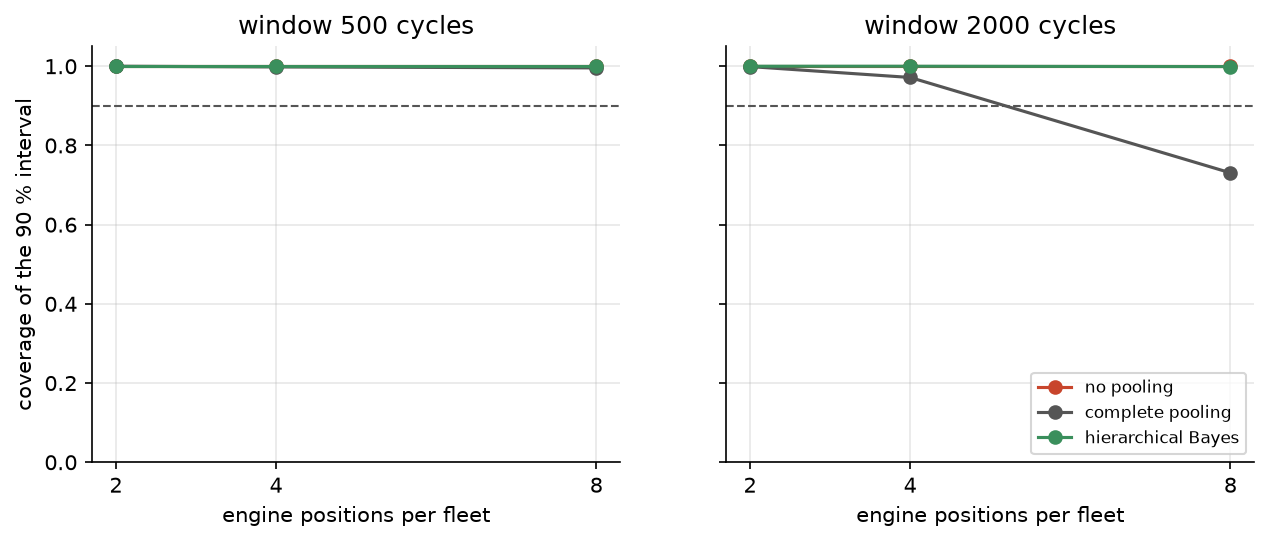 window 500 cycles
window 2000 cycles
coverage of the 90 % interval
1.0
0.8
0.6
0.4
0.2
0.0
2
4
8
2
4
8
engine positions per fleet
engine positions per fleet
no pooling
complete pooling
hierarchical Bayes